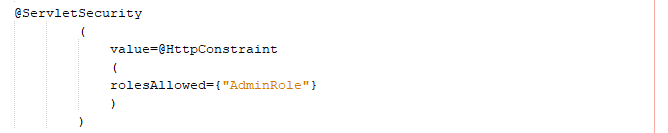 @ServletSecurity
(
value=@HttpConstraint
(
rolesAllowed={"AdminRole"}
)
)